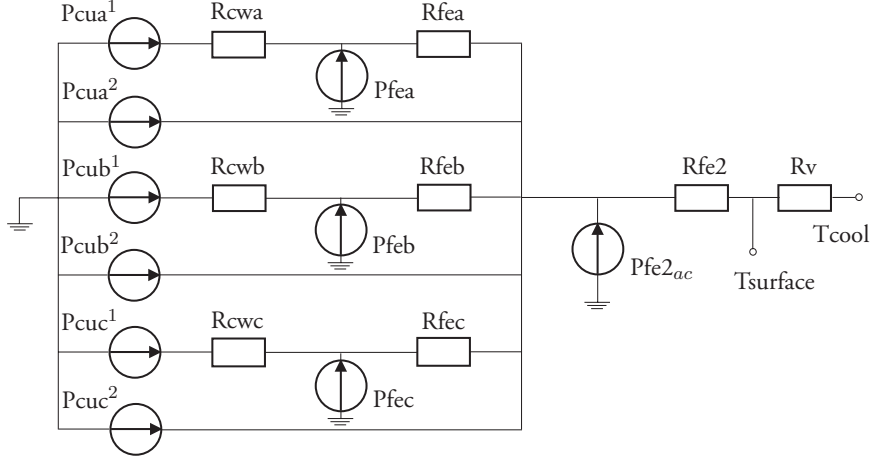 Pcua¹
Rcwa
Rfea
Pfea
Pcua²
Pcub¹
Rcwb
Rfeb
Rfe2
Rv
Pfeb
Tcool
Pcub²
Pfe2ac
Tsurface
Pcuc¹
Rcwc
Rfec
Pcuc²
Pfec